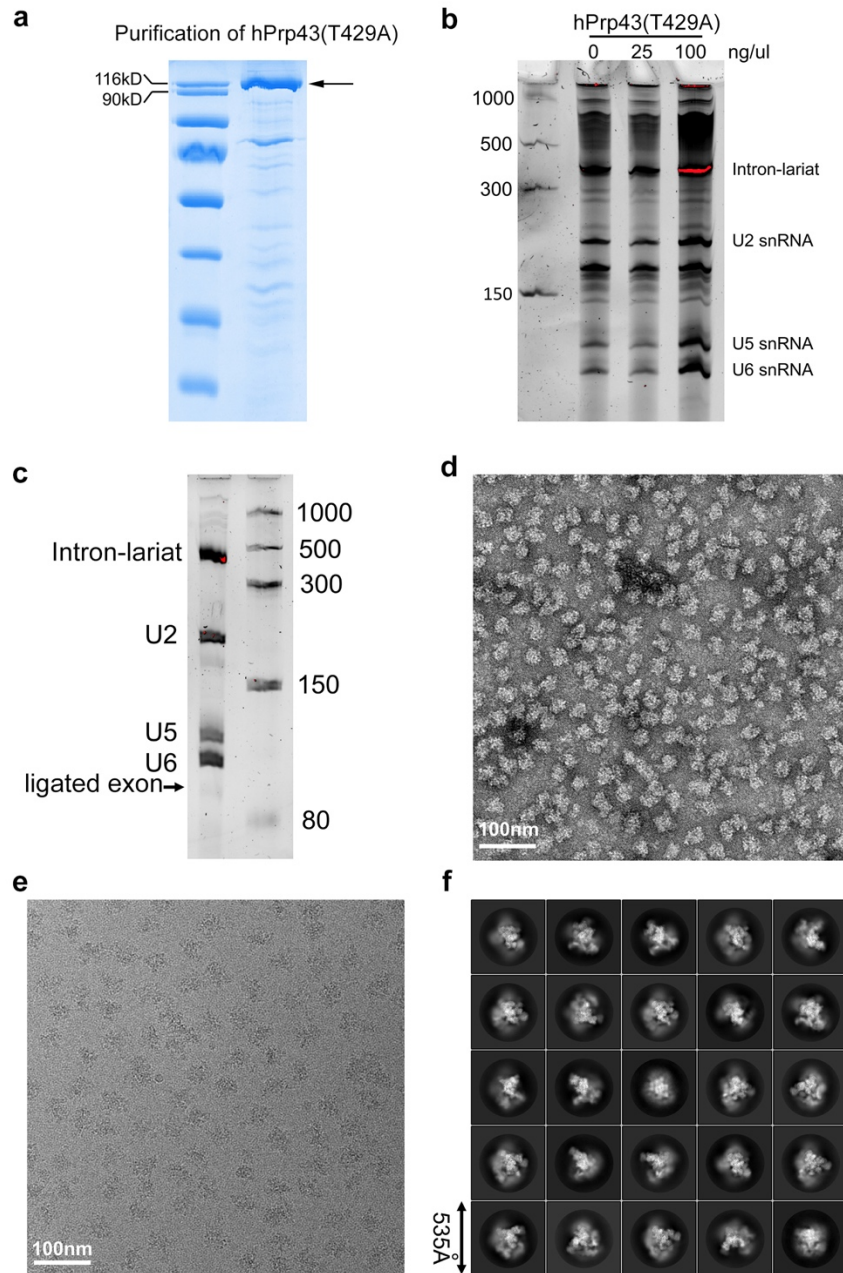 a
Purification of hPrp43(T429A)
116kD
90kD
b
hPrp43(T429A)
0 25 100 ng/ul
1000
500
300
150
Intron-lariat
U2 snRNA
U5 snRNA
U6 snRNA
c
Intron-lariat
U2
U5
U6
ligated exon
1000
500
300
150
80
d
100nm
e
100nm
f
535Å